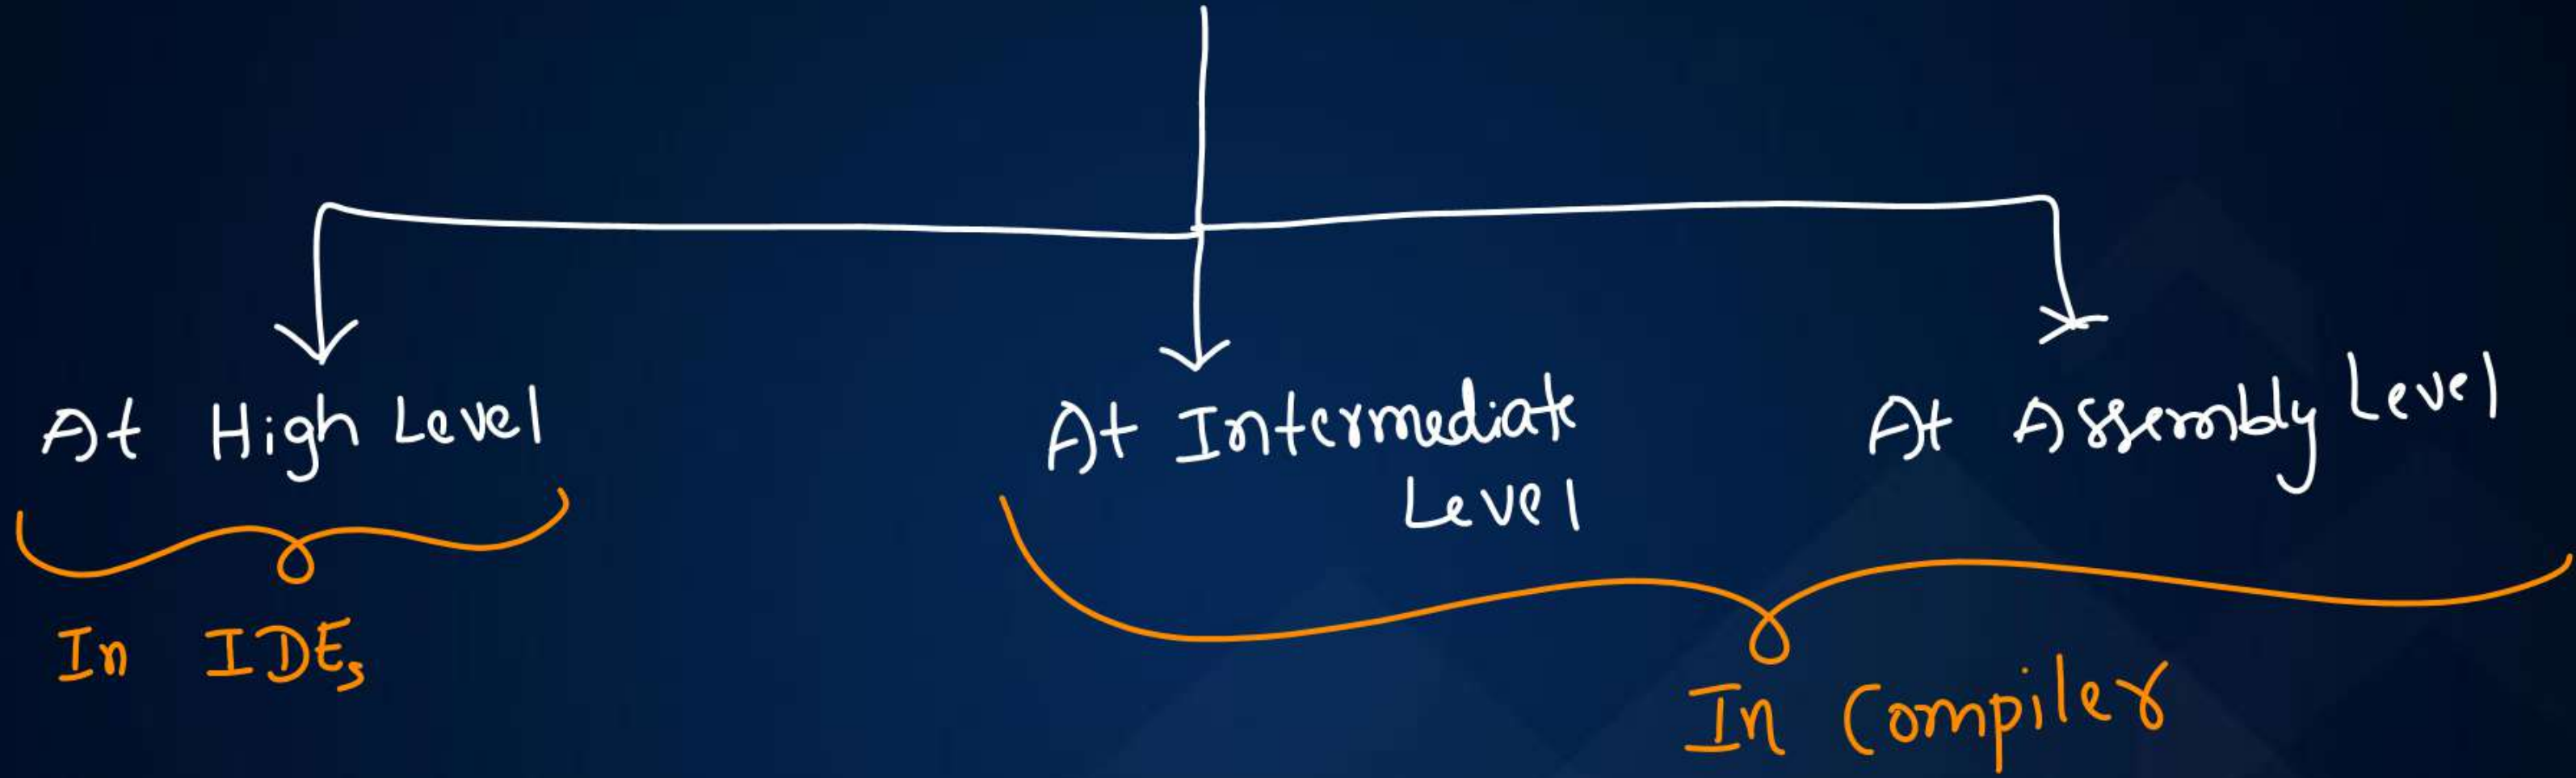 At High Level
At Intermediate
Level
At Assembly Level
In IDEs
In Compiler